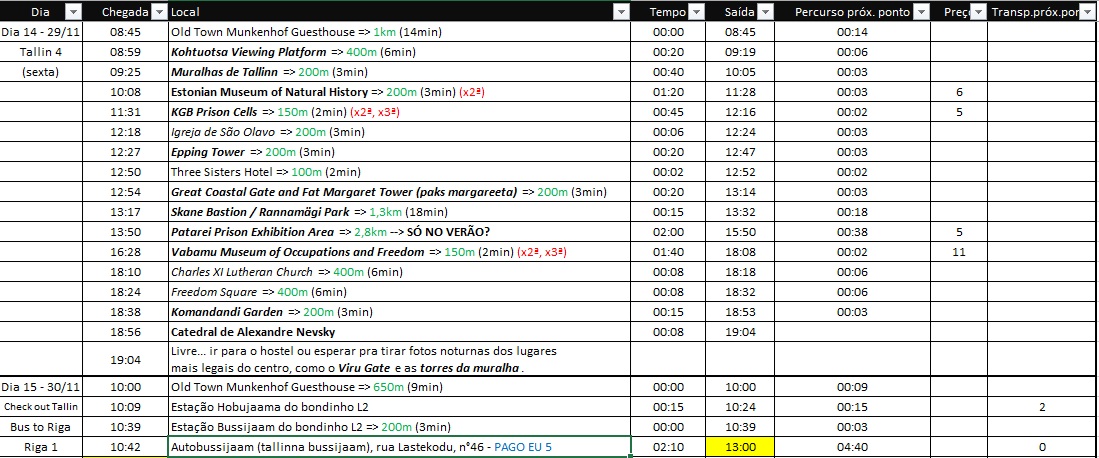 Dia Chegada Local Tempo Saída Percurso próx. ponto Preç Transp.próx.por
Dia 14 - 29/11 08:45 Old Town Munkenhof Guesthouse => 1km (14min) 00:00 08:45 00:14
Tallin 4 08:59 Kohtuotsa Viewing Platform => 400m (6min) 00:20 09:19 00:06
(sexta) 09:25 Muralhas de Tallinn => 200m (3min) 00:40 10:05 00:03
10:08 Estonian Museum of Natural History => 200m (3min) (x2ª) 01:20 11:28 00:03 6
11:31 KGB Prison Cells => 150m (2min) (x2ª, x3ª) 00:45 12:16 00:02 5
12:18 Igreja de São Olavo => 200m (3min) 00:06 12:24 00:03
12:27 Epping Tower => 200m (3min) 00:20 12:47 00:03
12:50 Three Sisters Hotel => 100m (2min) 00:02 12:52 00:02
12:54 Great Coastal Gate and Fat Margaret Tower (paks margareeta) => 200m (3min) 00:20 13:14 00:03
13:17 Skane Bastion / Rannamägi Park => 1,3km (18min) 00:15 13:32 00:18
13:50 Patarei Prison Exhibition Area => 2,8km --> SÓ NO VERÃO? 02:00 15:50 00:38 5
16:28 Vabamu Museum of Occupations and Freedom => 150m (2min) (x2ª, x3ª) 01:40 18:08 00:02 11
18:10 Charles XI Lutheran Church => 400m (6min) 00:08 18:18 00:06
18:24 Freedom Square => 400m (6min) 00:08 18:32 00:06
18:38 Komandandi Garden => 200m (3min) 00:15 18:53 00:03
18:56 Catedral de Alexandre Nevsky 00:08 19:04
19:04 Livre... ir para o hostel ou esperar pra tirar fotos noturnas dos lugares
mais legais do centro, como o Viru Gate e as torres da muralha .
Dia 15 - 30/11 10:00 Old Town Munkenhof Guesthouse => 650m (9min) 00:00 10:00 00:09
Check out Tallin 10:09 Estação Hobujaama do bondinho L2 00:15 10:24 00:15 2
Bus to Riga 10:39 Estação Bussijaam do bondinho L2 => 200m (3min) 00:00 10:39 00:03
Riga 1 10:42 Autobussijaam (tallinna bussijaam), rua Lastekodu, n°46 - PAGO EU 5 02:10 13:00 04:40 0